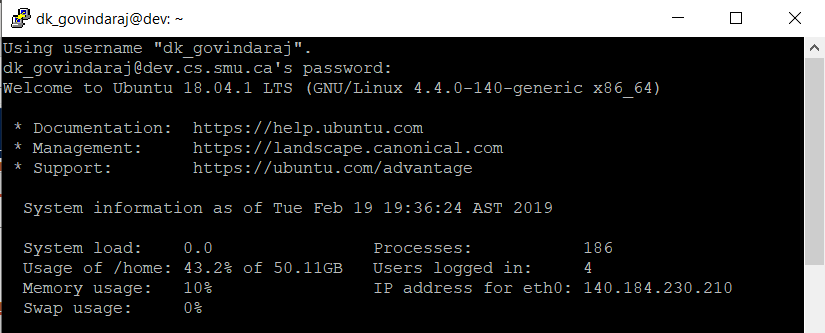 dk_govindaraj@dev: ~
Using username "dk_govindaraj".
dk_govindaraj@dev.cs.smu.ca's password:
Welcome to Ubuntu 18.04.1 LTS (GNU/Linux 4.4.0-140-generic x86_64)
* Documentation:  https://help.ubuntu.com
* Management:     https://landscape.canonical.com
* Support:        https://ubuntu.com/advantage
System information as of Tue Feb 19 19:36:24 AST 2019
System load:    0.0                Processes:           186
Usage of /home: 43.2% of 50.11GB   Users logged in:     4
Memory usage:   10%                IP address for eth0: 140.184.230.210
Swap usage:     0%